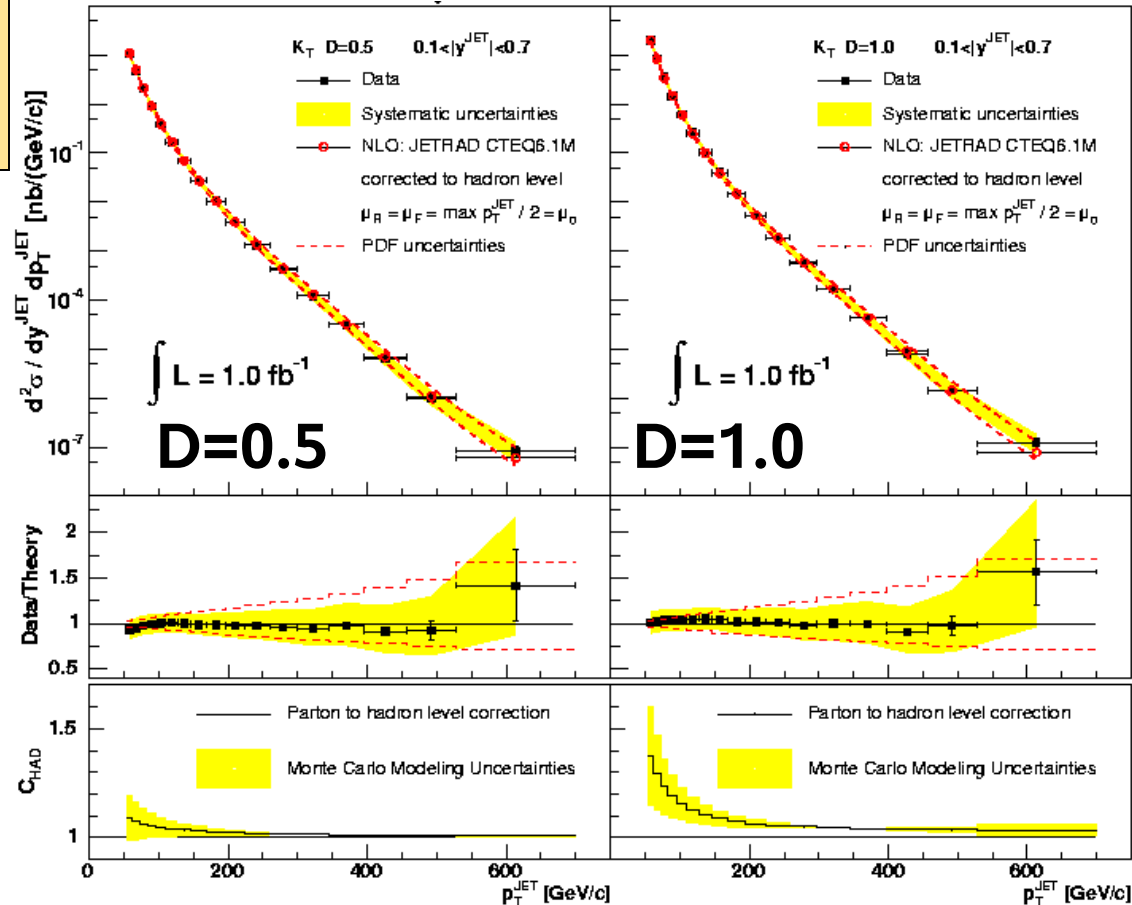 K_T D=0.5 0.1<|y^JET|<0.7
Data
Systematic uncertainties
NLO: JETRAD CTEQ6.1M
corrected to hadron level
μ_R = μ_F = max p_T^JET / 2 = μ_0
PDF uncertainties
∫ L = 1.0 fb^-1
D=0.5
d^2σ / dy^JET dp_T^JET [nb/(GeV/c)]
10^-1
10^-4
10^-7
K_T D=1.0 0.1<|y^JET|<0.7
Data
Systematic uncertainties
NLO: JETRAD CTEQ6.1M
corrected to hadron level
μ_R = μ_F = max p_T^JET / 2 = μ_0
PDF uncertainties
∫ L = 1.0 fb^-1
D=1.0
Data/Theory
2
1.5
1
0.5
C_HAD
1.5
1
Parton to hadron level correction
Monte Carlo Modeling Uncertainties
Parton to hadron level correction
Monte Carlo Modeling Uncertainties
0 200 400 600
p_T^JET [GeV/c]
200 400 600
p_T^JET [GeV/c]